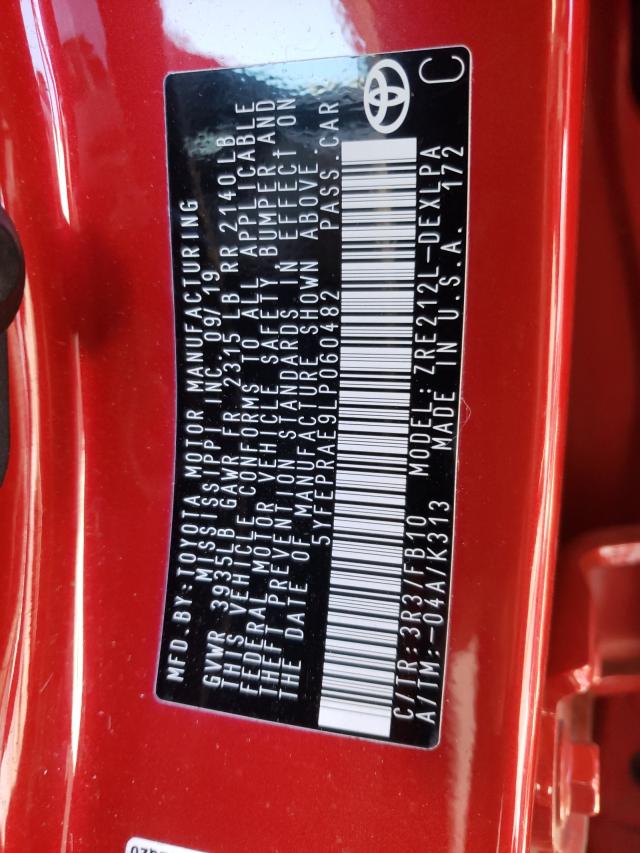 MFD.BY:TOYOTA MOTOR MANUFACTURING
MISSISSIPPI INC. 09/19
GVWR 3935LB GAWR FR 2315 LB RR 2140LB
THIS VEHICLE CONFORMS TO ALL APPLICABLE
FEDERAL MOTOR VEHICLE SAFETY, BUMPER AND
THEFT PREVENTION STANDARDS IN EFFECT ON
THE DATE OF MANUFACTURE SHOWN ABOVE.
5YFEPRAE9LP060482 PASS.CAR
C/TR:3R3/FB10 MODEL:ZRE212L-DEXLPA
A/TM:-04A/K313 MADE IN U.S.A. 172
C